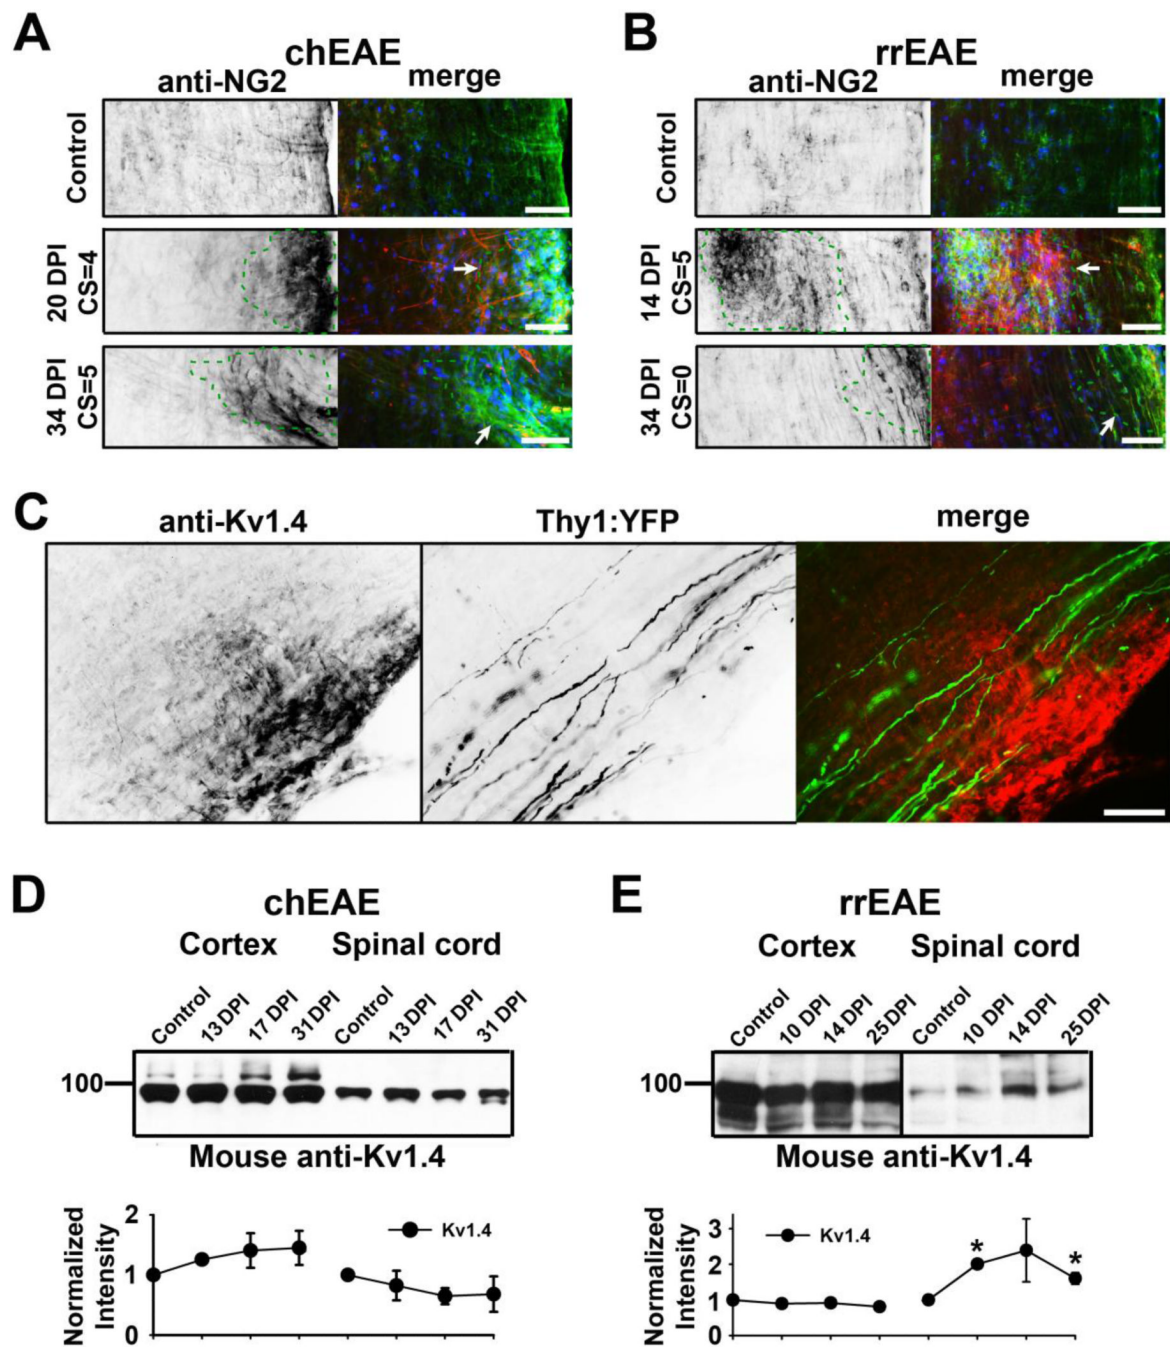 A
chEAE
anti-NG2 merge
Control
20 DPI
CS=4
34 DPI
CS=5
B
rrEAE
anti-NG2 merge
Control
14 DPI
CS=5
34 DPI
CS=0
C
anti-Kv1.4 Thy1:YFP merge
D
chEAE
Cortex Spinal cord
Control 13 DPI 17 DPI 31 DPI Control 13 DPI 17 DPI 31 DPI
100
Mouse anti-Kv1.4
Normalized
Intensity
2
1
0
Kv1.4
E
rrEAE
Cortex Spinal cord
Control 10 DPI 14 DPI 25 DPI Control 10 DPI 14 DPI 25 DPI
100
Mouse anti-Kv1.4
Normalized
Intensity
3
2
1
0
Kv1.4
* *